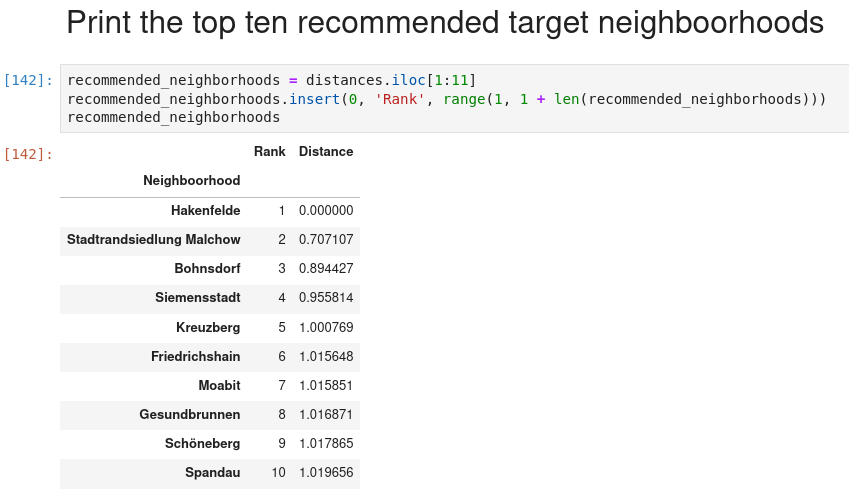 Print the top ten recommended target neighboorhoods
[142]: recommended_neighborhoods = distances.iloc[1:11]
recommended_neighborhoods.insert(0, 'Rank', range(1, 1 + len(recommended_neighborhoods)))
recommended_neighborhoods
[142]: Rank Distance
Neighboorhood
Hakenfelde 1 0.000000
Stadtrandsiedlung Malchow 2 0.707107
Bohnsdorf 3 0.894427
Siemensstadt 4 0.955814
Kreuzberg 5 1.000769
Friedrichshain 6 1.015648
Moabit 7 1.015851
Gesundbrunnen 8 1.016871
Schöneberg 9 1.017865
Spandau 10 1.019656